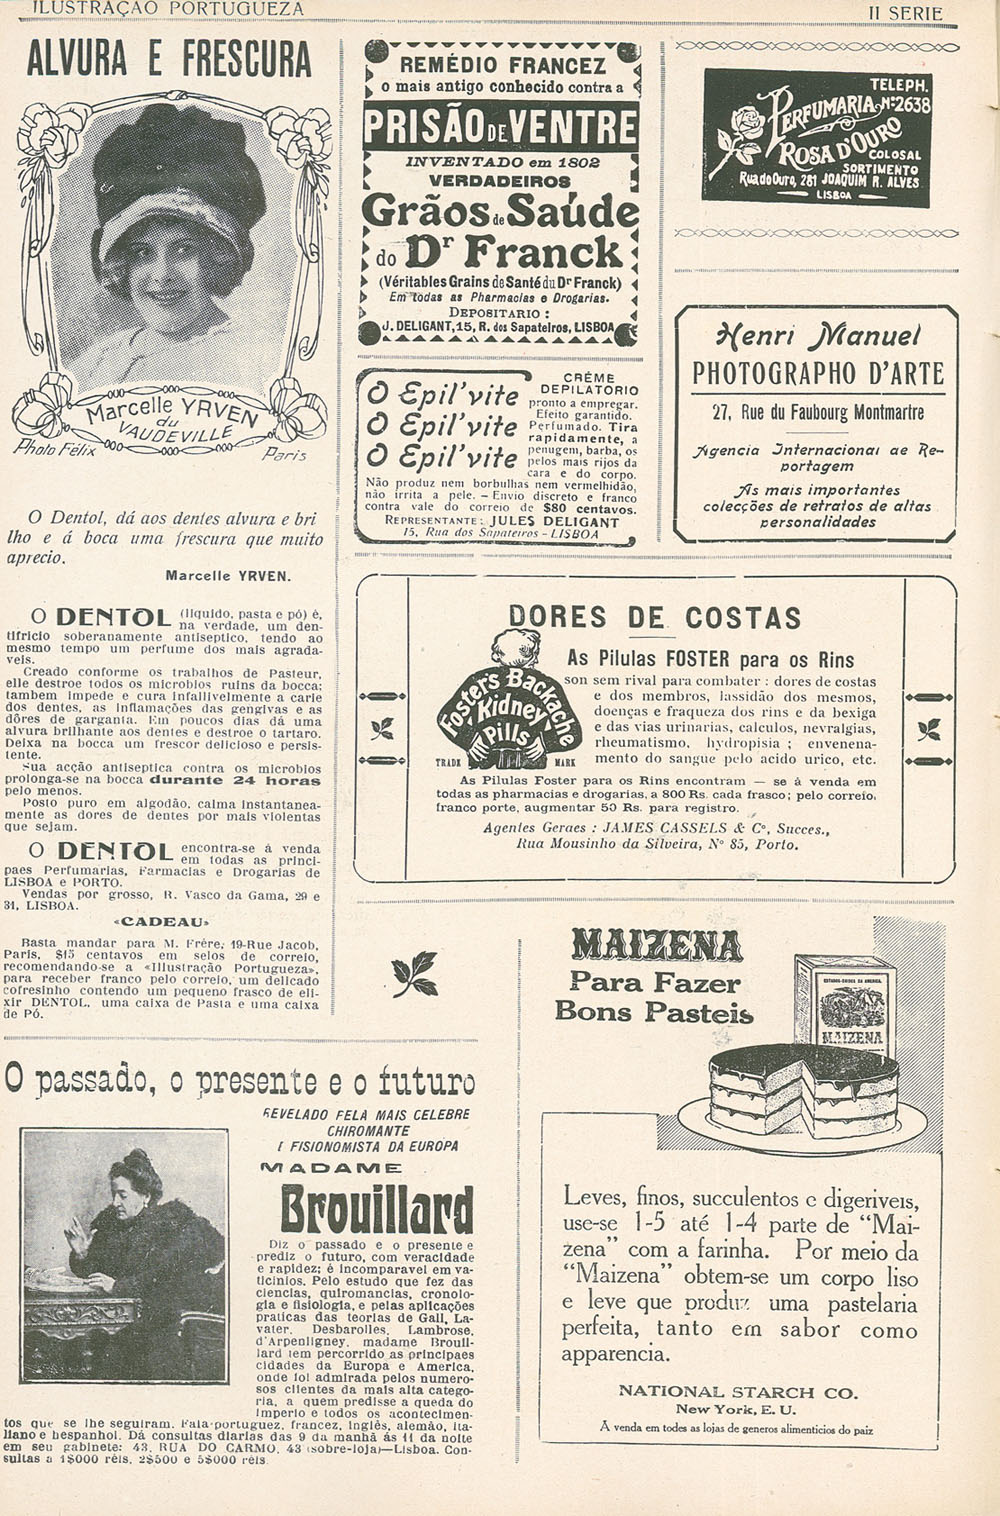 ILUSTRAÇÃO PORTUGUEZA
II SERIE
ALVURA E FRESCURA
Marcelle YRVEN
du
VAUDEVILLE
Photo Félix
Paris
O Dentol, dá aos dentes alvura e bri
lho e á boca uma frescura que muito
aprecio.
Marcelle YRVEN.
O DENTOL (liquido, pasta e pó) é,
na verdade, um den-
tifricio soberanamente antiseptico, tendo ao
mesmo tempo um perfume dos mais agrada-
veis.
Creado conforme os trabalhos de Pasteur,
elle destroe todos os microbios ruins da bocca;
tambem impede e cura infallivelmente a carie
dos dentes, as inflamações das gengivas e as
dôres de garganta. Em poucos dias dá uma
alvura brilhante aos dentes e destroe o tartaro.
Deixa na bocca um frescor delicioso e persis-
tente.
Sua acção antiseptica contra os microbios
prolonga-se na bocca durante 24 horas
pelo menos.
Posto puro em algodão, calma instantanea-
mente as dores de dentes por mais violentas
que sejam.
O DENTOL encontra-se á venda
em todas as princi-
paes Perfumarias, Farmacias e Drogarias de
LISBOA e PORTO.
Vendas por grosso, R. Vasco da Gama, 29 e
31, LISBOA.
«CADEAU»
Basta mandar para M. Frére, 19-Rue Jacob,
Paris, $15 centavos em selos de correio,
recomendando-se a «Illustração Portugueza»,
para receber franco pelo correio, um delicado
cofresinho contendo um pequeno frasco de eli-
xir DENTOL, uma caixa de Pasta e uma caixa
de Pó.
REMÉDIO FRANCEZ
o mais antigo conhecido contra a
PRISÃO DE VENTRE
INVENTADO em 1802
VERDADEIROS
Grãos de Saúde
do Dr Franck
(Véritables Grains de Santé du Dr Franck)
Em todas as Pharmacias e Drogarias.
DEPOSITARIO :
J. DELIGANT, 15, R. dos Sapateiros, LISBOA
O Epil'vite
O Epil'vite
O Epil'vite
CRÉME
DEPILATORIO
pronto a empregar.
Efeito garantido.
Perfumado. Tira
rapidamente, a
penugem, barba, os
pelos mais rijos da
cara e do corpo.
Não produz nem borbulhas nem vermelhidão,
não irrita a pele. – Envio discreto e franco
contra vale do correio de $80 centavos.
REPRESENTANTE: JULES DELIGANT
15, Rua dos Sapateiros - LISBOA
TELEPH.
Nº: 2638
PERFUMARIA
ROSA D'OURO
COLOSAL
SORTIMENTO
Rua do Ouro, 281 JOAQUIM R. ALVES
LISBOA
Henri Manuel
PHOTOGRAPHO D'ARTE
27, Rue du Faubourg Montmartre
Agencia Internacional de Re-
portagem
As mais importantes
colecções de retratos de altas
personalidades
DORES DE COSTAS
Foster's Backache
Kidney
Pills
TRADE MARK
As Pilulas FOSTER para os Rins
son sem rival para combater : dores de costas
e dos membros, lassidão dos mesmos,
doenças e fraqueza dos rins e da bexiga
e das vias urinarias, calculos, nevralgias,
rheumatismo, hydropisia ; envenena-
mento do sangue pelo acido urico, etc.
As Pilulas Foster para os Rins encontram — se á venda em
todas as pharmacias e drogarias, a 800 Rs. cada frasco; pelo correio,
franco porte, augmentar 50 Rs. para registro.
Agentes Geraes : JAMES CASSELS & Cº, Succes.,
Rua Mousinho da Silveira, Nº 85, Porto.
O passado, o presente e o futuro
REVELADO PELA MAIS CELEBRE
CHIROMANTE
E FISIONOMISTA DA EUROPA
MADAME
Brouillard
Diz o passado e o presente e
prediz o futuro, com veracidade
e rapidez; é incomparavel em va-
ticinios. Pelo estudo que fez das
ciencias, quiromancias, cronolo-
gia e fisiologia, e pelas aplicações
praticas das teorias de Gall, La-
vater, Desbarolles, Lambrose,
d'Arpenligney, madame Brouil-
lard tem percorrido as principaes
cidades da Europa e America,
onde foi admirada pelos numero-
sos clientes da mais alta catego-
ria, a quem predisse a queda do
imperio e todos os acontecimen-
tos que se lhe seguiram. Fala portuguez, francez, inglês, alemão, ita-
liano e hespanhol. Dá consultas diarias das 9 da manhã ás 11 da noite
em seu gabinete: 43, RUA DO CARMO, 43 (sobre-loja)—Lisboa. Con-
sultas a 1$000 réis, 2$500 e 5$000 réis.
MAIZENA
Para Fazer
Bons Pasteis
ESTADOS-UNIDOS DA AMERICA.
MAIZENA
Leves, finos, succulentos e digeriveis,
use-se 1-5 até 1-4 parte de “Mai-
zena” com a farinha. Por meio da
“Maizena” obtem-se um corpo liso
e leve que produz uma pastelaria
perfeita, tanto em sabor como
apparencia.
NATIONAL STARCH CO.
New York, E. U.
A venda em todes as lojas de generos alimenticios do paiz